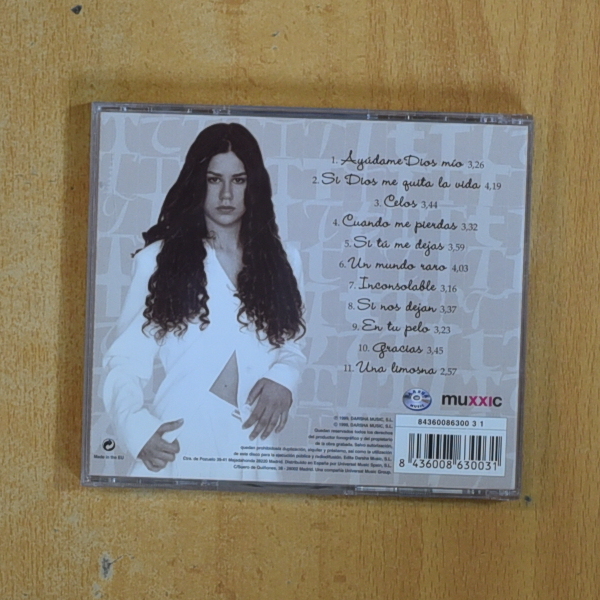 1. Ayúdame Dios mío 3,26
2. Si Dios me quita la vida 4,19
3. Celos 3,44
4. Cuando me pierdas 3,32
5. Si tú me dejas 3,59
6. Un mundo raro 4,03
7. Inconsolable 3,16
8. Si nos dejan 3,37
9. En tu pelo 3,23
10. Gracias 3,45
11. Una limosna 2,57
muxxic
84360086300 3 1
8 436008 630031
Made in the EU